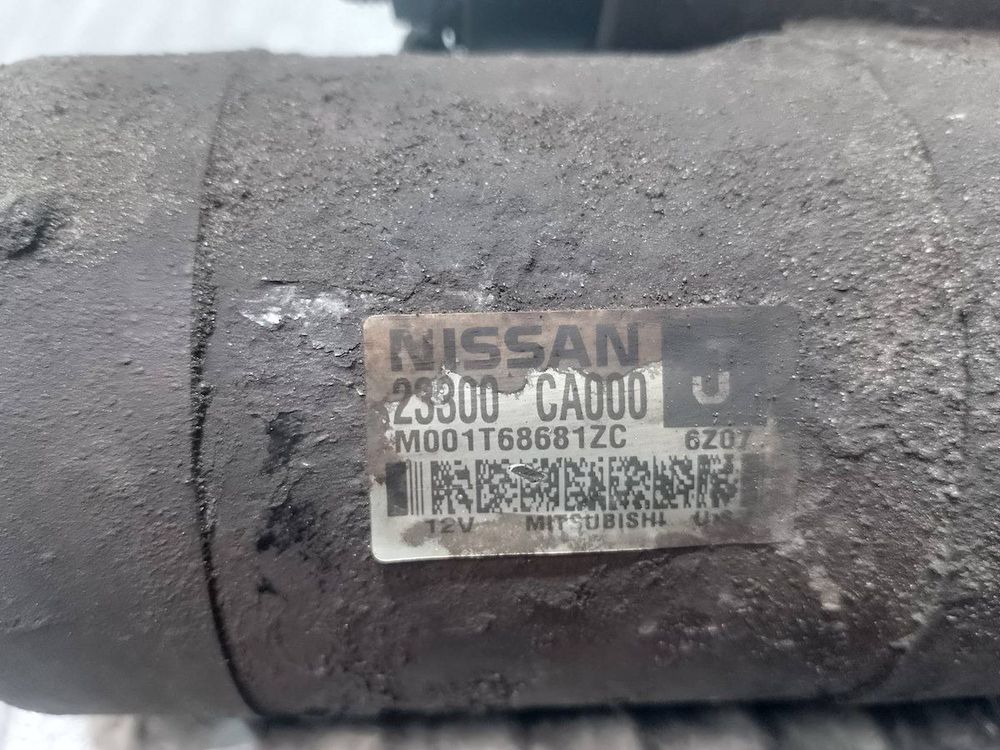 NISSAN
J
23300 CA000
M001T68681ZC 6Z07
12V MITSUBISHI